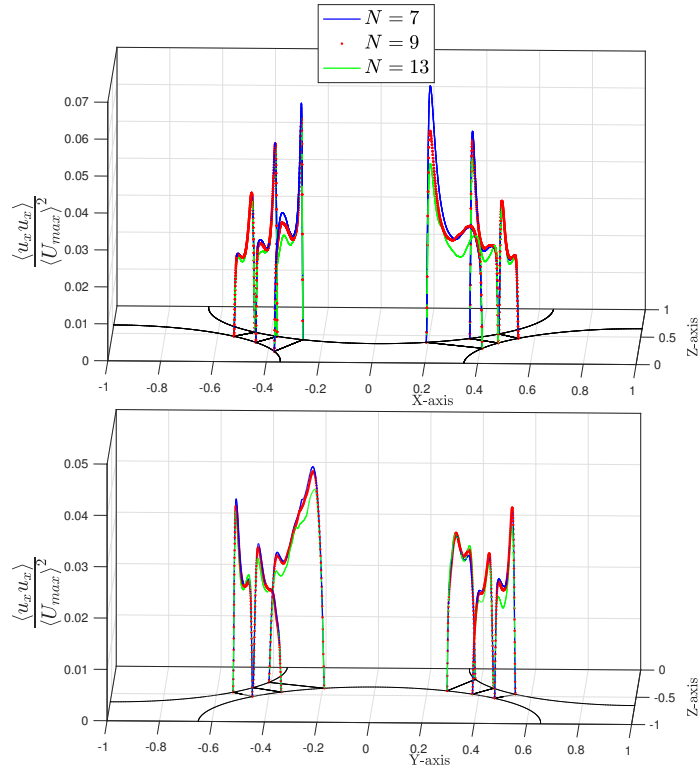 N = 7
N = 9
N = 13
0.07
0.06
0.05
0.04
0.03
0.02
0.01
0
⟨u_x u_x⟩
⟨U_max⟩²
-1 -0.8 -0.6 -0.4 -0.2 0 0.2 0.4 0.6 0.8 1
X-axis
1
0.5
0
Z-axis
0.05
0.04
0.03
0.02
0.01
0
⟨u_x u_x⟩
⟨U_max⟩²
-1 -0.8 -0.6 -0.4 -0.2 0 0.2 0.4 0.6 0.8 1
Y-axis
0
-0.5
-1
Z-axis